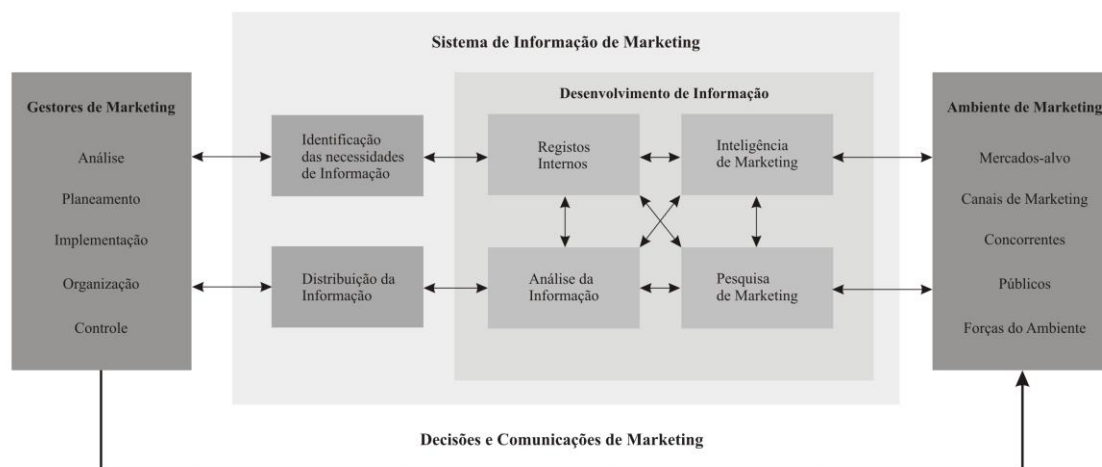 Sistema de Informação de Marketing
Gestores de Marketing
Análise
Planeamento
Implementação
Organização
Controle
Identificação
das necessidades
de Informação
Distribuição da
Informação
Desenvolvimento de Informação
Registos
Internos
Inteligência
de Marketing
Análise da
Informação
Pesquisa
de Marketing
Ambiente de Marketing
Mercados-alvo
Canais de Marketing
Concorrentes
Públicos
Forças do Ambiente
Decisões e Comunicações de Marketing